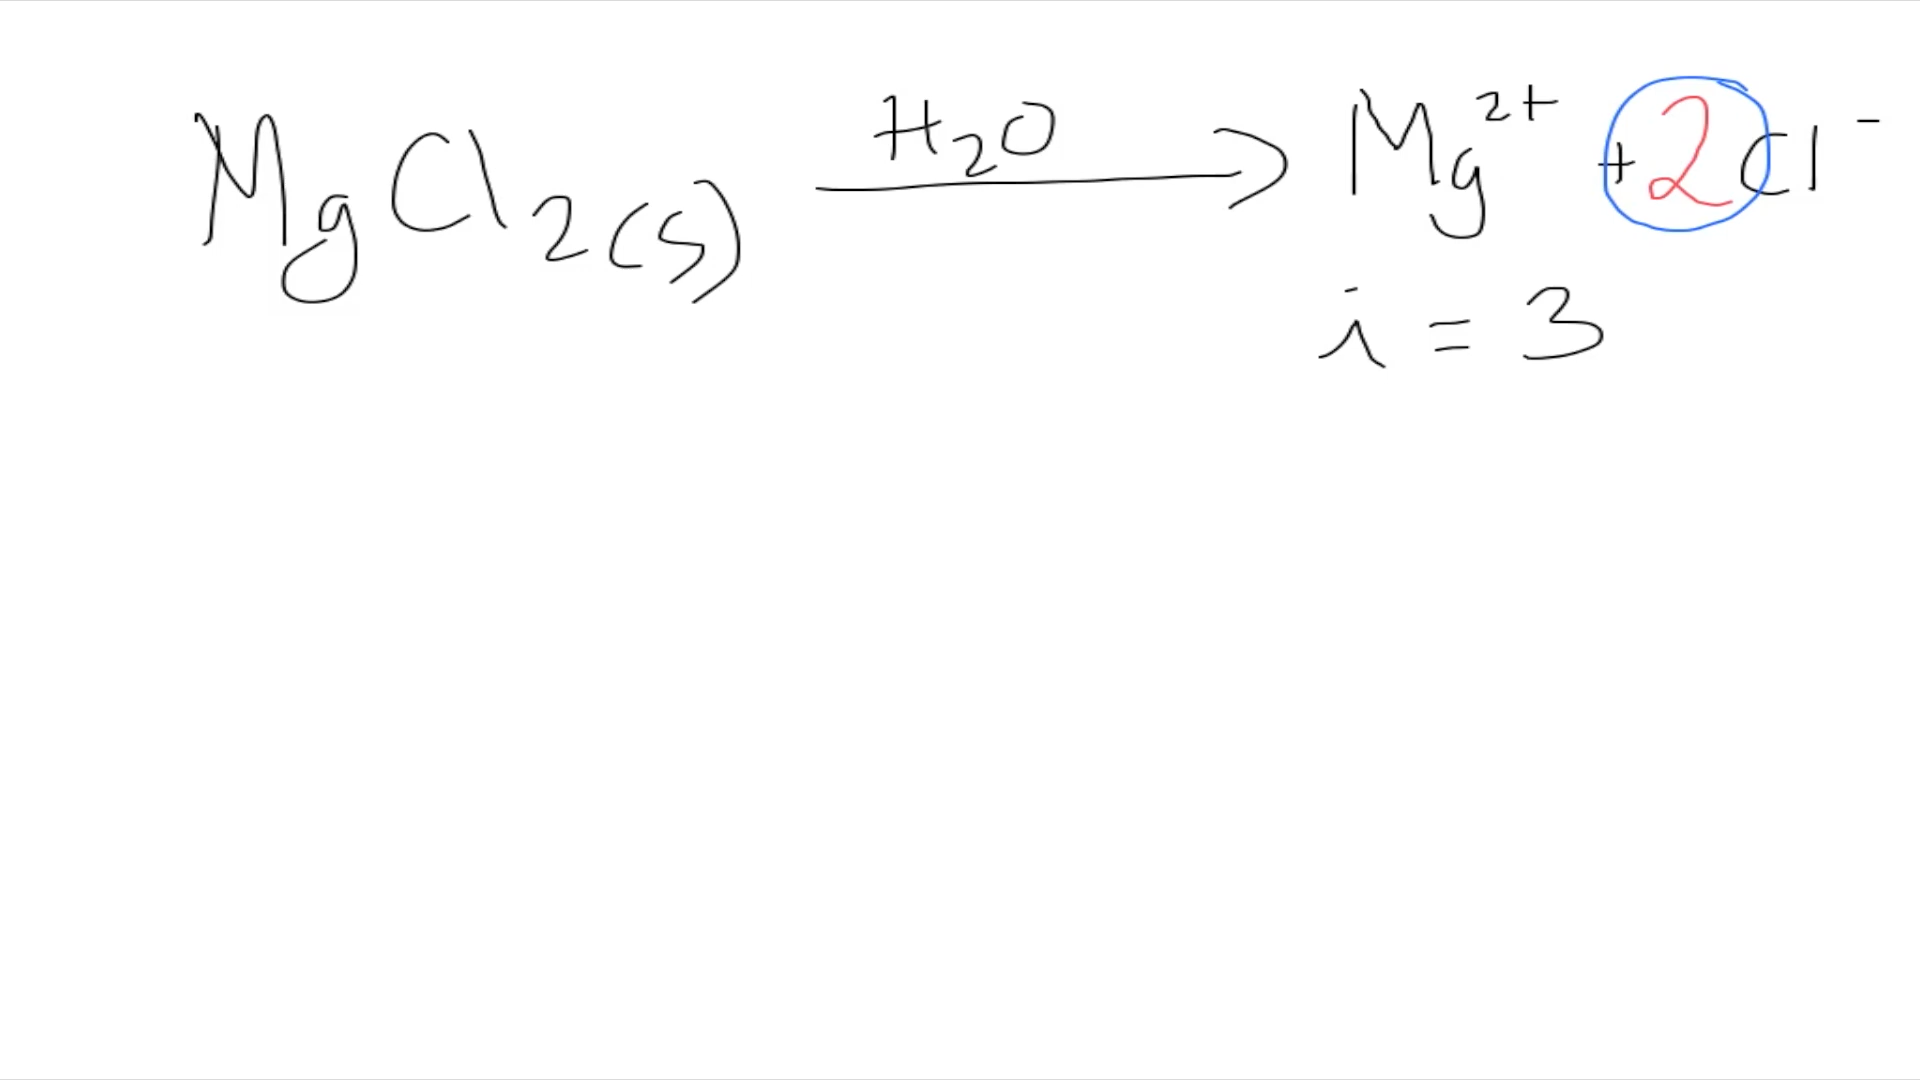 MgCl₂(s) H₂O → Mg²⁺ + 2Cl⁻
i = 3